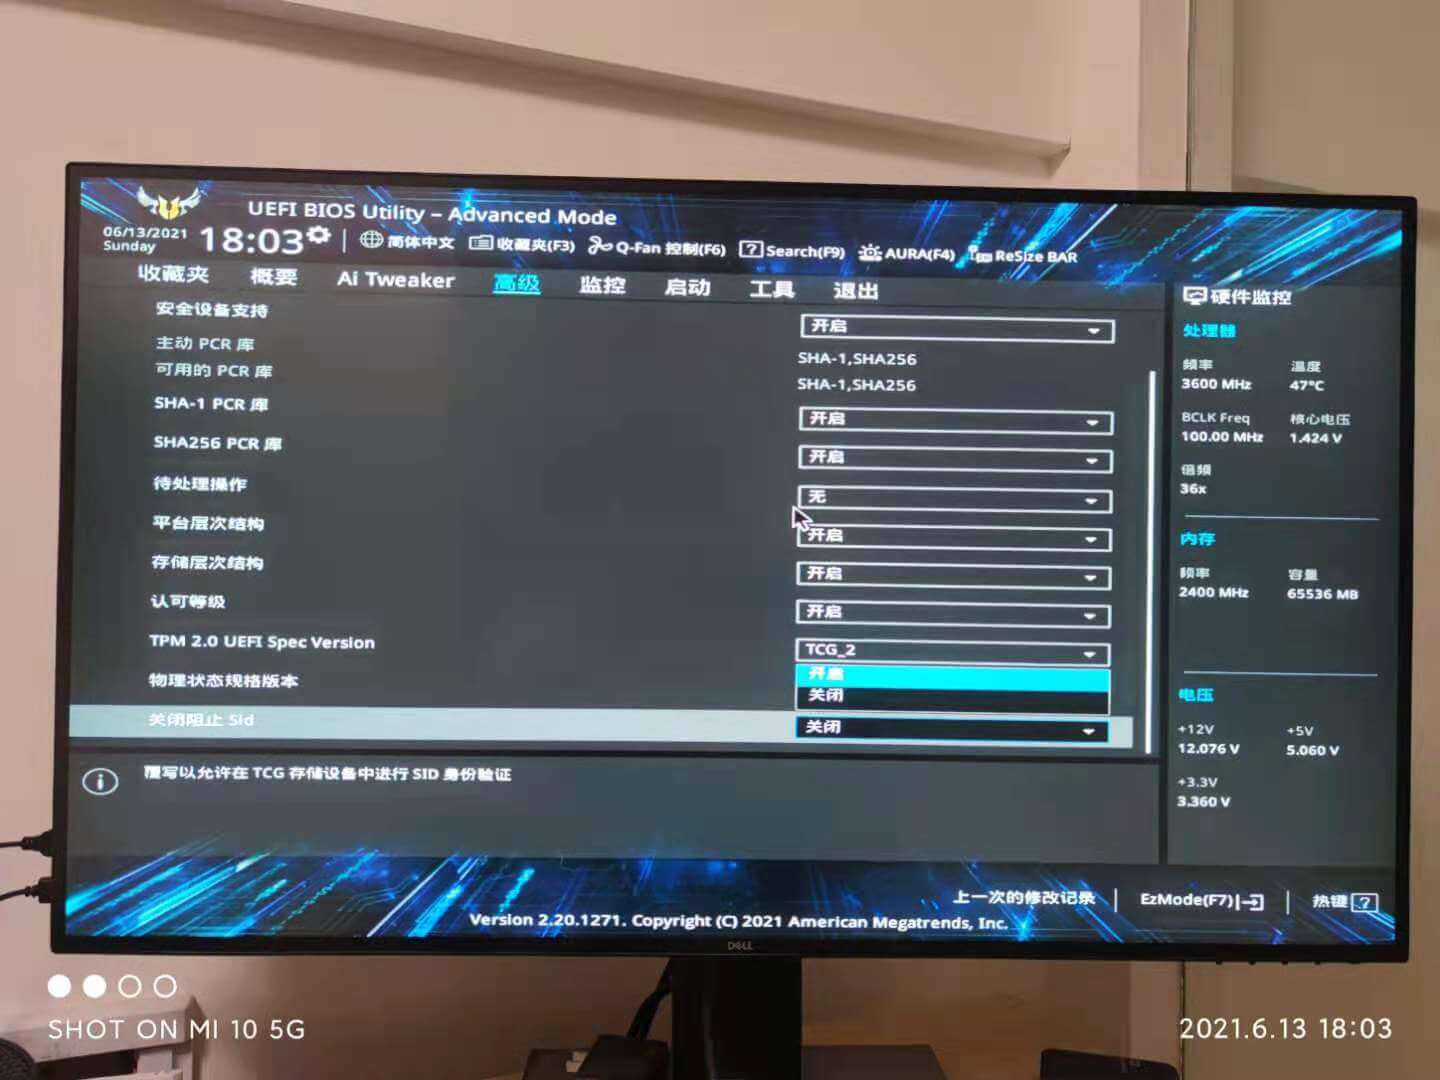 UEFI BIOS Utility – Advanced Mode
06/13/2021
Sunday
18:03
简体中文
收藏夹(F3)
Q-Fan 控制(F6)
Search(F9)
AURA(F4)
ReSize BAR
收藏夹 概要 Ai Tweaker 高级 监控 启动 工具 退出
安全设备支持 开启
主动 PCR 库 SHA-1,SHA256
可用的 PCR 库 SHA-1,SHA256
SHA-1 PCR 库 开启
SHA256 PCR 库 开启
待处理操作 无
平台层次结构 开启
存储层次结构 开启
认可等级 开启
TPM 2.0 UEFI Spec Version TCG_2
物理状态规格版本
开启
关闭
关闭阻止 Sid 关闭
覆写以允许在 TCG 存储设备中进行 SID 身份验证
硬件监控
处理器
频率 温度
3600 MHz 47°C
BCLK Freq 核心电压
100.00 MHz 1.424 V
倍频
36x
内存
频率 容量
2400 MHz 65536 MB
电压
+12V +5V
12.076 V 5.060 V
+3.3V
3.360 V
上一次的修改记录
EzMode(F7)
热键 ?
Version 2.20.1271. Copyright (C) 2021 American Megatrends, Inc.
DELL
SHOT ON MI 10 5G
2021.6.13 18:03